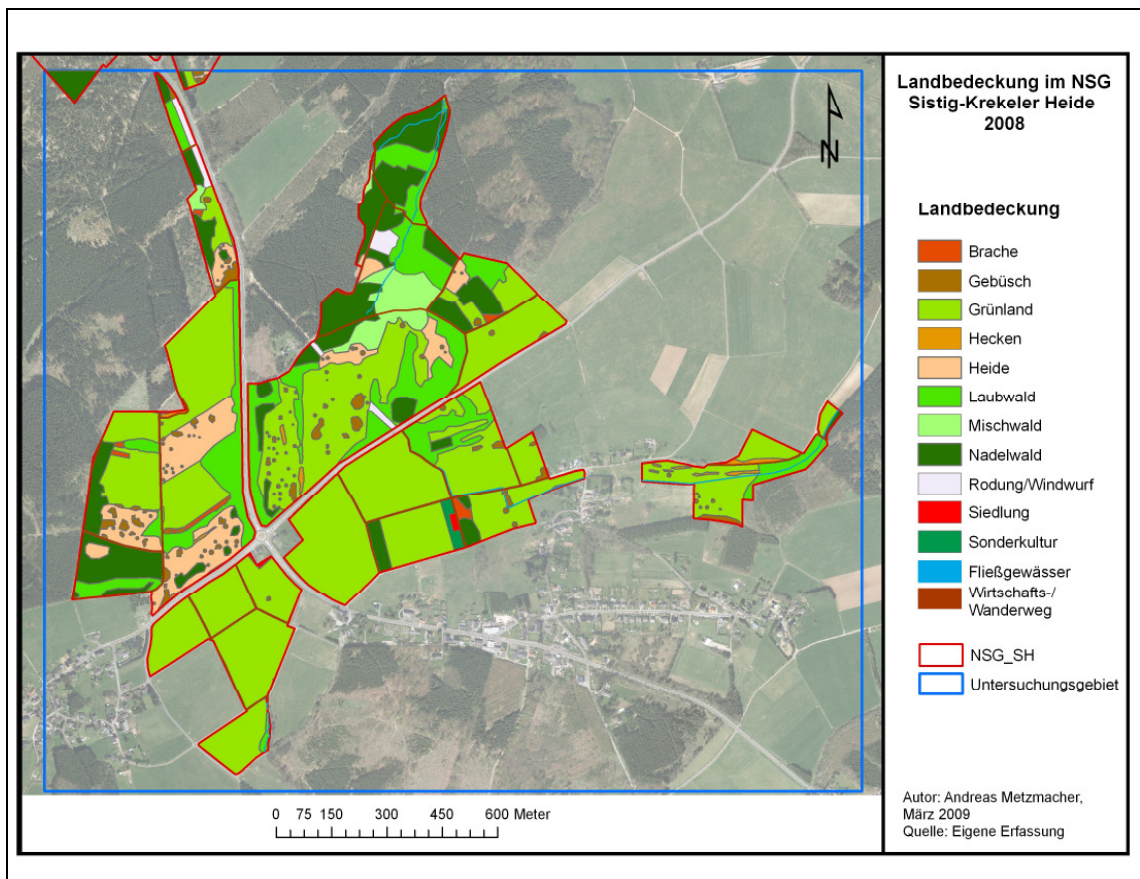 Landbedeckung im NSG
Sistig-Krekeler Heide
2008
N
Landbedeckung
Brache
Gebüsch
Grünland
Hecken
Heide
Laubwald
Mischwald
Nadelwald
Rodung/Windwurf
Siedlung
Sonderkultur
Fließgewässer
Wirtschafts-/
Wanderweg
NSG_SH
Untersuchungsgebiet
Autor: Andreas Metzmacher,
März 2009
Quelle: Eigene Erfassung
0 75 150 300 450 600 Meter